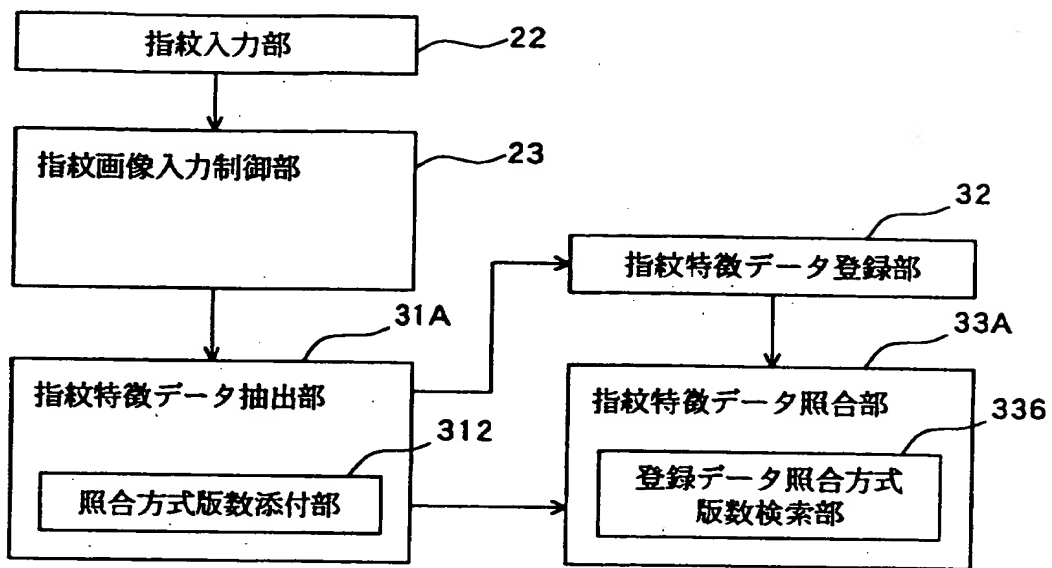 指紋入力部
22
指紋画像入力制御部
23
32
指紋特徴データ登録部
31A
指紋特徴データ抽出部
312
照合方式版数添付部
33A
指紋特徴データ照合部
336
登録データ照合方式
版数検索部